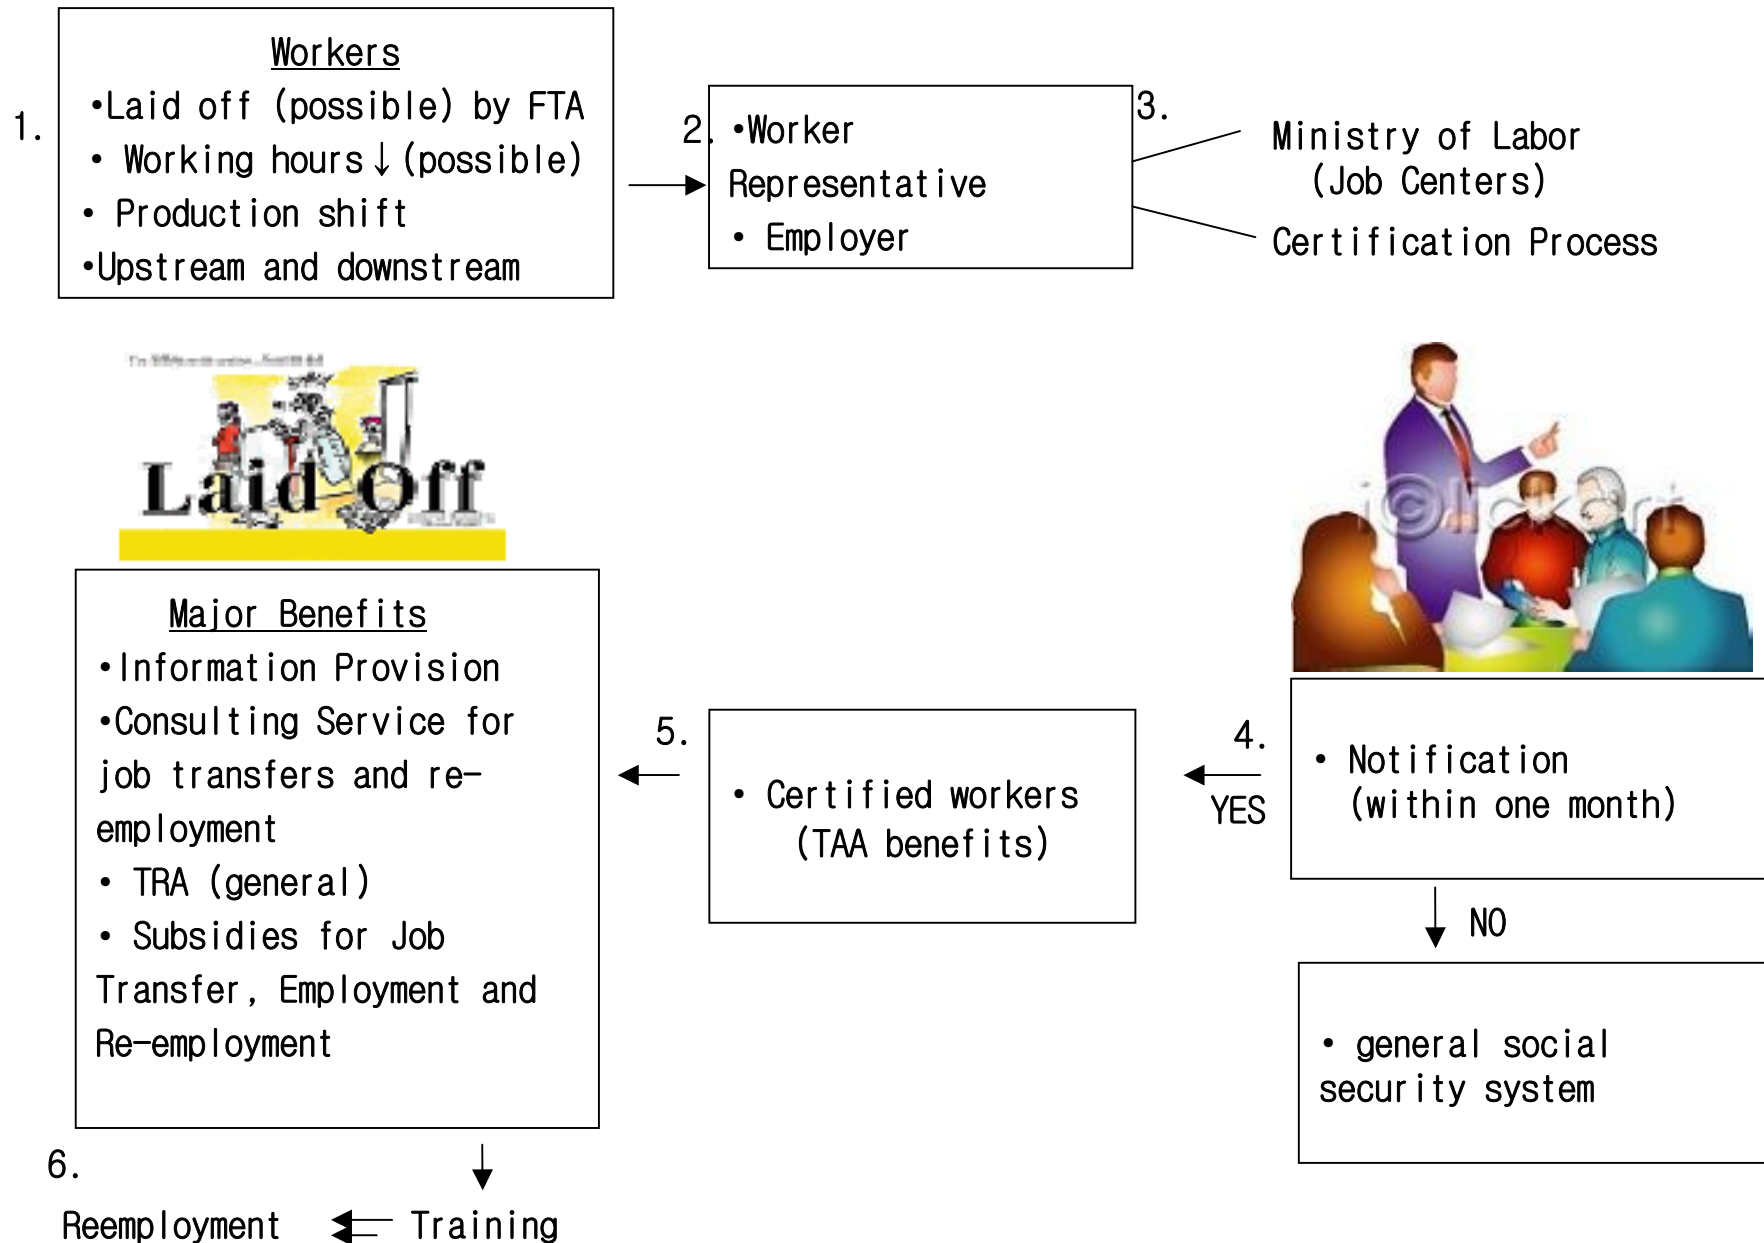 Workers
1.
•Laid off (possible) by FTA
• Working hours↓(possible)
• Production shift
•Upstream and downstream
2.
•Worker
Representative
• Employer
3.
Ministry of Labor
(Job Centers)
Certification Process
Laid Off
4.
• Notification
(within one month)
YES
NO
• general social
security system
5.
• Certified workers
(TAA benefits)
Major Benefits
•Information Provision
•Consulting Service for
job transfers and re-
employment
• TRA (general)
• Subsidies for Job
Transfer, Employment and
Re-employment
6.
Reemployment
Training